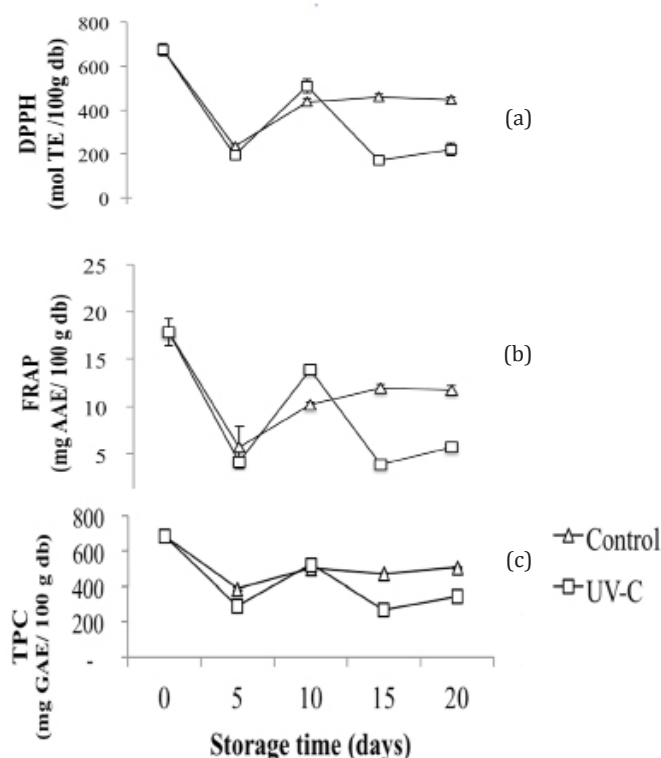 800
600
400
200
0
DPPH
(mol TE /100g db)
(a)
25
20
15
10
5
FRAP
(mg AAE/ 100 g db)
(b)
800
600
400
200
-
TPC
(mg GAE/ 100 g db)
(c)
Control
UV-C
0 5 10 15 20
Storage time (days)